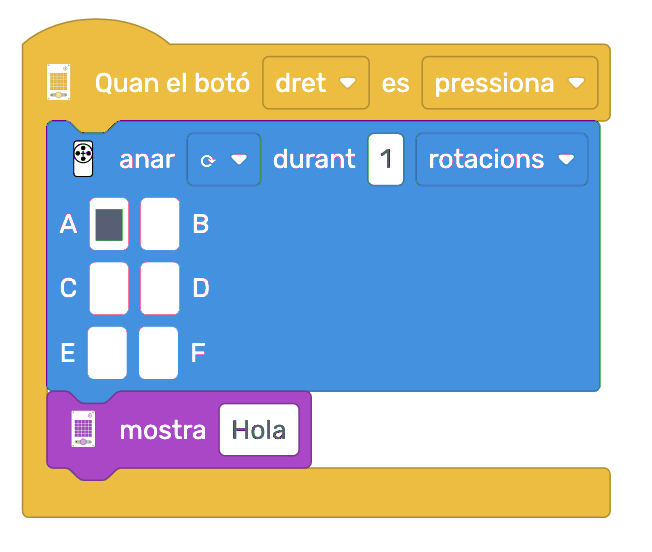 Quan el botó dret es pressiona
anar ⟳ durant 1 rotacions
A B
C D
E F
mostra Hola